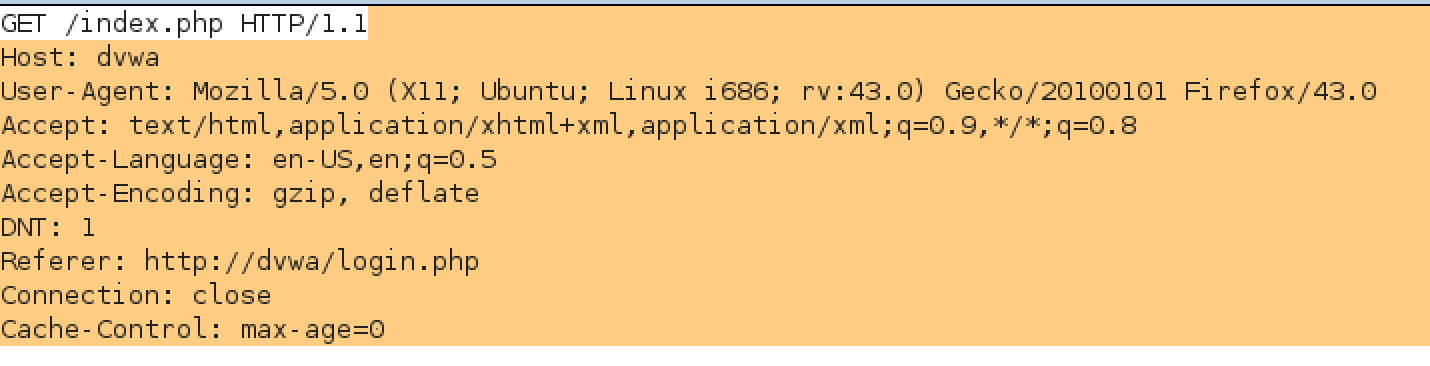 GET /index.php HTTP/1.1
Host: dvwa
User-Agent: Mozilla/5.0 (X11; Ubuntu; Linux i686; rv:43.0) Gecko/20100101 Firefox/43.0
Accept: text/html,application/xhtml+xml,application/xml;q=0.9,*/*;q=0.8
Accept-Language: en-US,en;q=0.5
Accept-Encoding: gzip, deflate
DNT: 1
Referer: http://dvwa/login.php
Connection: close
Cache-Control: max-age=0